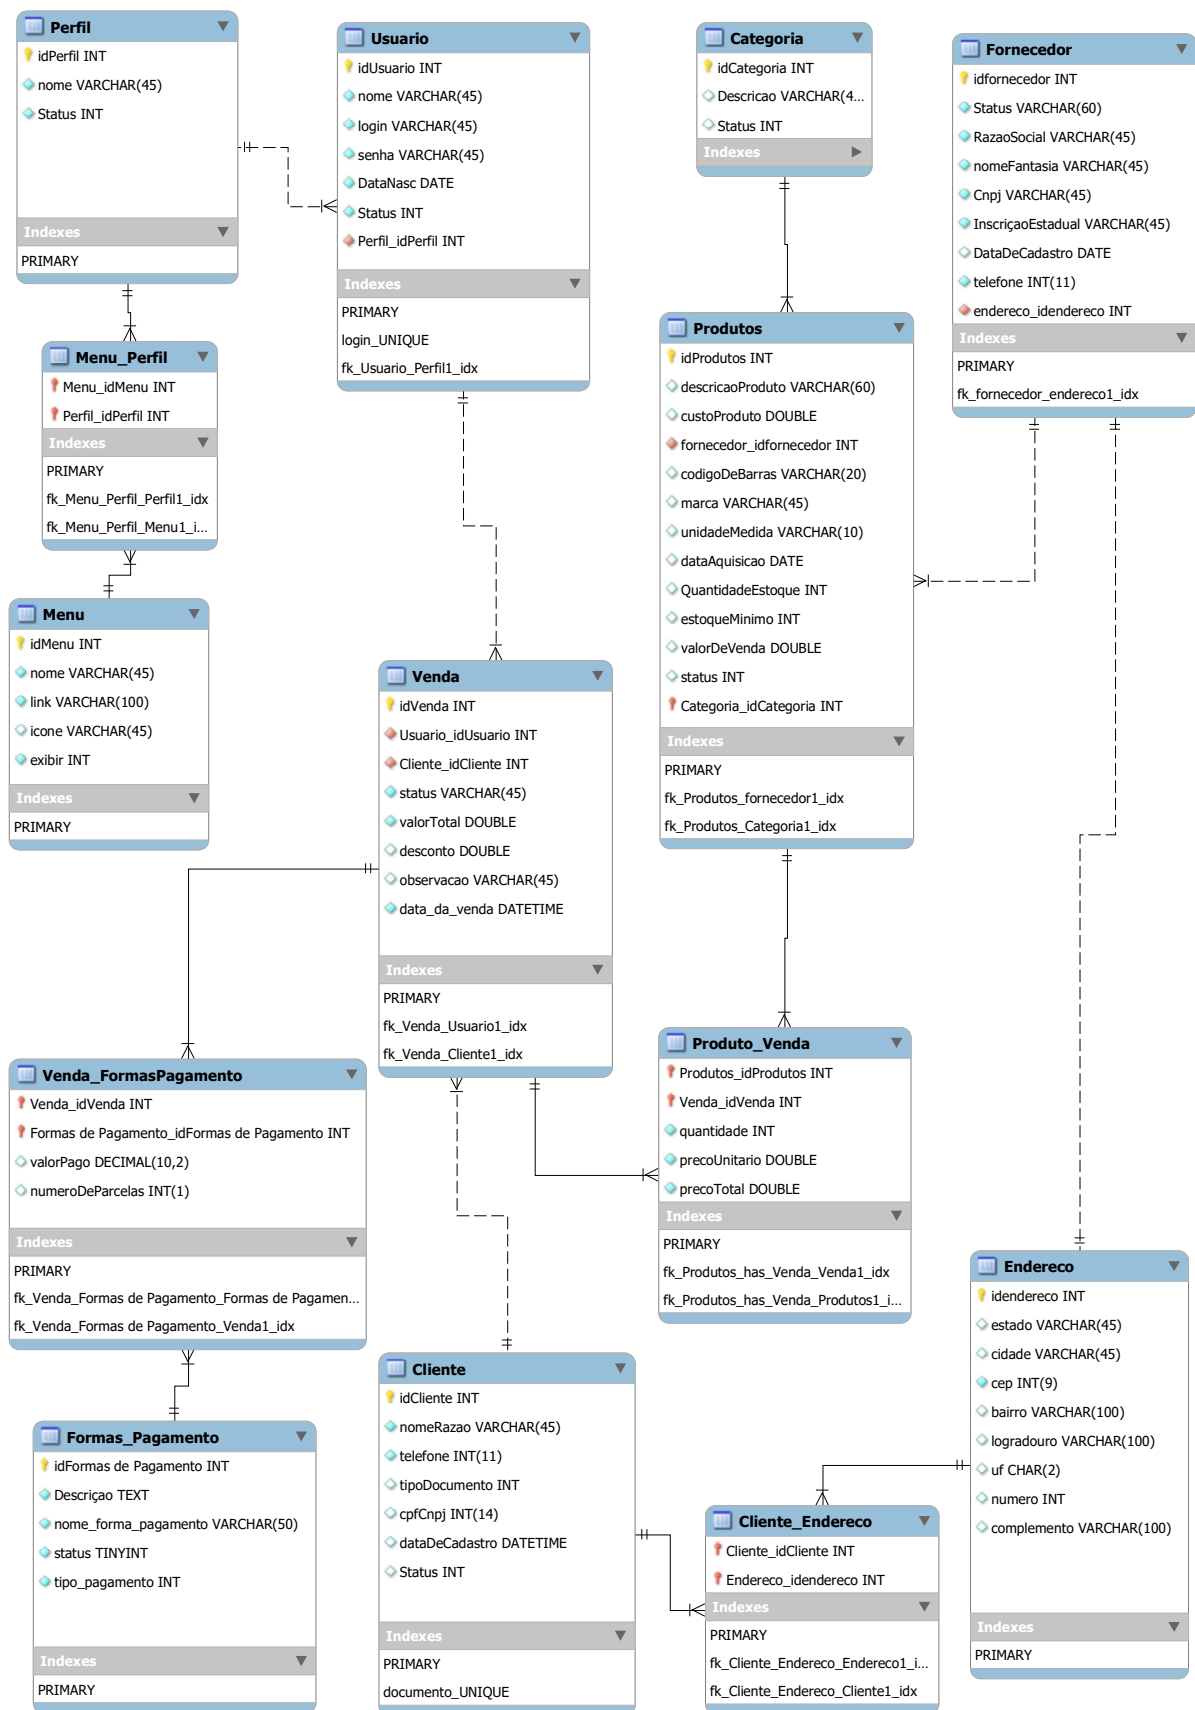 Perfil
idPerfil INT
nome VARCHAR(45)
Status INT
Indexes
PRIMARY
Usuario
idUsuario INT
nome VARCHAR(45)
login VARCHAR(45)
senha VARCHAR(45)
DataNasc DATE
Status INT
Perfil_idPerfil INT
Indexes
PRIMARY
login_UNIQUE
fk_Usuario_Perfil1_idx
Categoria
idCategoria INT
Descricao VARCHAR(4...
Status INT
Indexes
Fornecedor
idfornecedor INT
Status VARCHAR(60)
RazaoSocial VARCHAR(45)
nomeFantasia VARCHAR(45)
Cnpj VARCHAR(45)
InscriçaoEstadual VARCHAR(45)
DataDeCadastro DATE
telefone INT(11)
endereco_idendereco INT
Indexes
PRIMARY
fk_fornecedor_endereco1_idx
Menu_Perfil
Menu_idMenu INT
Perfil_idPerfil INT
Indexes
PRIMARY
fk_Menu_Perfil_Perfil1_idx
fk_Menu_Perfil_Menu1_i...
Produtos
idProdutos INT
descricaoProduto VARCHAR(60)
custoProduto DOUBLE
fornecedor_idfornecedor INT
codigoDeBarras VARCHAR(20)
marca VARCHAR(45)
unidadeMedida VARCHAR(10)
dataAquisicao DATE
QuantidadeEstoque INT
estoqueMinimo INT
valorDeVenda DOUBLE
status INT
Categoria_idCategoria INT
Indexes
PRIMARY
fk_Produtos_fornecedor1_idx
fk_Produtos_Categoria1_idx
Menu
idMenu INT
nome VARCHAR(45)
link VARCHAR(100)
icone VARCHAR(45)
exibir INT
Indexes
PRIMARY
Venda
idVenda INT
Usuario_idUsuario INT
Cliente_idCliente INT
status VARCHAR(45)
valorTotal DOUBLE
desconto DOUBLE
observacao VARCHAR(45)
data_da_venda DATETIME
Indexes
PRIMARY
fk_Venda_Usuario1_idx
fk_Venda_Cliente1_idx
Produto_Venda
Produtos_idProdutos INT
Venda_idVenda INT
quantidade INT
precoUnitario DOUBLE
precoTotal DOUBLE
Indexes
PRIMARY
fk_Produtos_has_Venda_Venda1_idx
fk_Produtos_has_Venda_Produtos1_i...
Venda_FormasPagamento
Venda_idVenda INT
Formas de Pagamento_idFormas de Pagamento INT
valorPago DECIMAL(10,2)
numeroDeParcelas INT(1)
Indexes
PRIMARY
fk_Venda_Formas de Pagamento_Formas de Pagamen...
fk_Venda_Formas de Pagamento_Venda1_idx
Endereco
idendereco INT
estado VARCHAR(45)
cidade VARCHAR(45)
cep INT(9)
bairro VARCHAR(100)
logradouro VARCHAR(100)
uf CHAR(2)
numero INT
complemento VARCHAR(100)
Indexes
PRIMARY
Cliente
idCliente INT
nomeRazao VARCHAR(45)
telefone INT(11)
tipoDocumento INT
cpfCnpj INT(14)
dataDeCadastro DATETIME
Status INT
Indexes
PRIMARY
documento_UNIQUE
Formas_Pagamento
idFormas de Pagamento INT
Descriçao TEXT
nome_forma_pagamento VARCHAR(50)
status TINYINT
tipo_pagamento INT
Indexes
PRIMARY
Cliente_Endereco
Cliente_idCliente INT
Endereco_idendereco INT
Indexes
PRIMARY
fk_Cliente_Endereco_Endereco1_i...
fk_Cliente_Endereco_Cliente1_idx